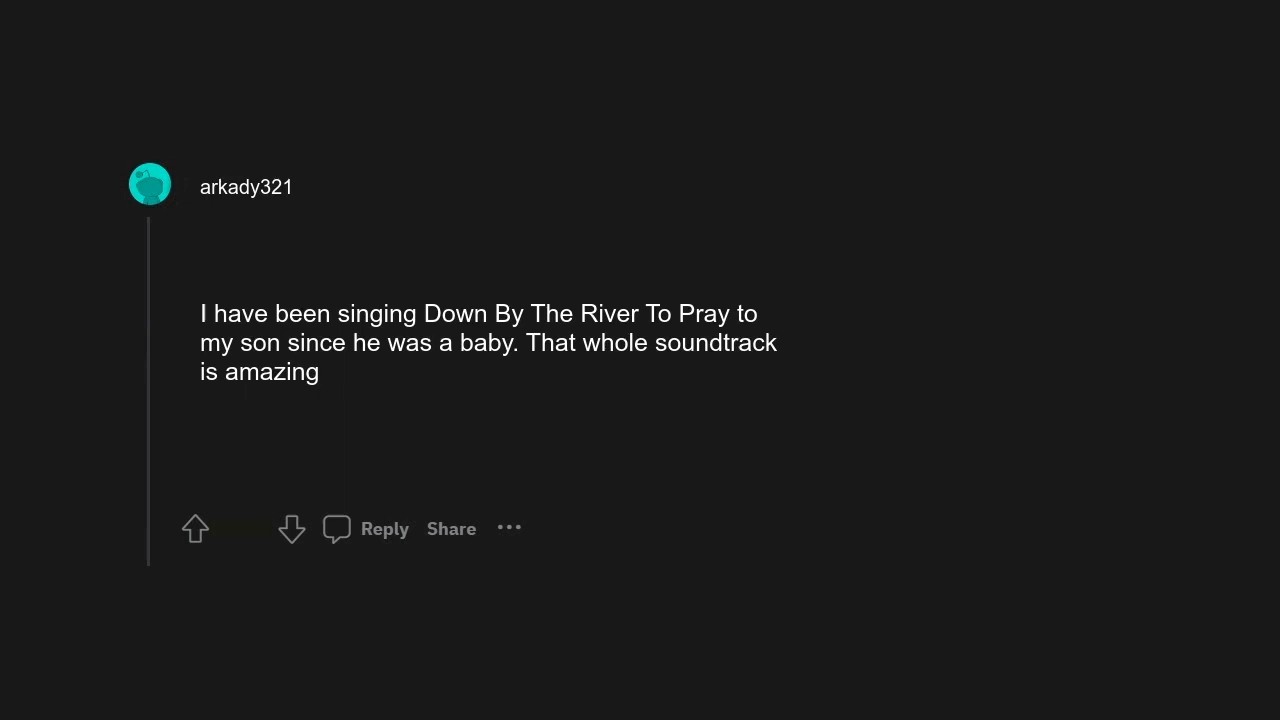 arkady321
I have been singing Down By The River To Pray to
my son since he was a baby. That whole soundtrack
is amazing
Reply Share